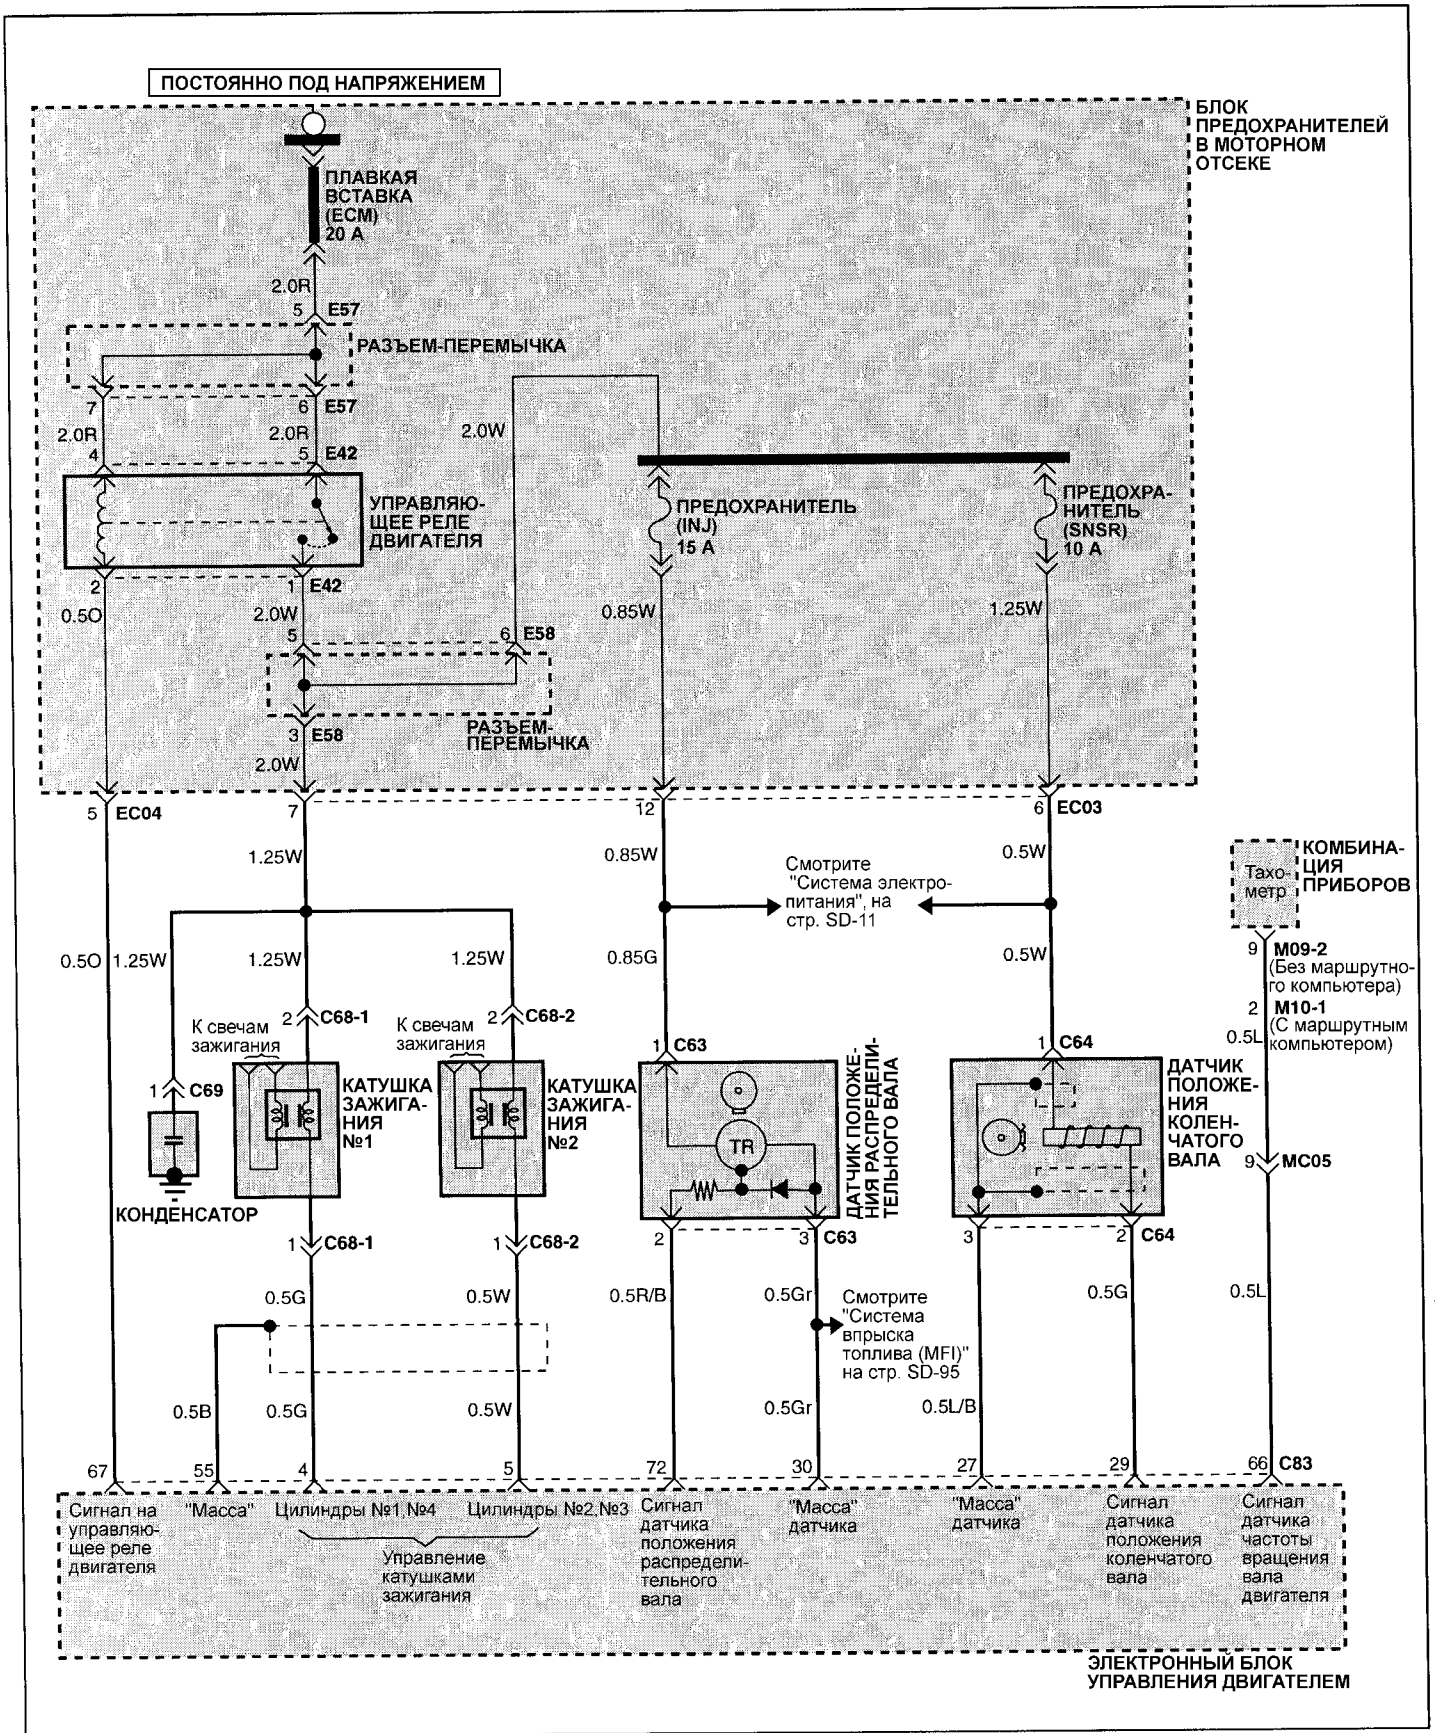 ПОСТОЯННО ПОД НАПРЯЖЕНИЕМ
БЛОК
ПРЕДОХРАНИТЕЛЕЙ
В МОТОРНОМ
ОТСЕКЕ
ПЛАВКАЯ
ВСТАВКА
(ECM)
20 А
2.0R
5 E57
РАЗЪЕМ-ПЕРЕМЫЧКА
7 6 E57
2.0R 2.0R 2.0W
4 5 E42
УПРАВЛЯЮ-
ЩЕЕ РЕЛЕ
ДВИГАТЕЛЯ
ПРЕДОХРАНИТЕЛЬ
(INJ)
15 А
ПРЕДОХРА-
НИТЕЛЬ
(SNSR)
10 А
2 1 E42
0.5O 2.0W 0.85W 1.25W
5 6 E58
РАЗЪЕМ-
ПЕРЕМЫЧКА
3 E58
2.0W
5 EC04 7 12 6 EC03
1.25W 0.85W 0.5W
Смотрите
"Система электро-
питания", на
стр. SD-11
КОМБИНА-
ЦИЯ
ПРИБОРОВ
Тахо-
метр
0.5O 1.25W 1.25W 1.25W 0.85G 0.5W
9 M09-2
(Без маршрутно-
го компьютера)
2 M10-1
(С маршрутным
компьютером)
0.5L
К свечам
зажигания
2 C68-1
К свечам
зажигания
2 C68-2
1 C63
1 C64
1 C69
КАТУШКА
ЗАЖИГА-
НИЯ
№1
КАТУШКА
ЗАЖИГА-
НИЯ
№2
TR
ДАТЧИК ПОЛОЖЕ-
НИЯ РАСПРЕДЕЛИ-
ТЕЛЬНОГО ВАЛА
ДАТЧИК
ПОЛОЖЕ-
НИЯ
КОЛЕН-
ЧАТОГО
ВАЛА
9 MC05
КОНДЕНСАТОР
1 C68-1 1 C68-2 2 3 C63 3 2 C64
0.5G 0.5W 0.5R/B 0.5Gr 0.5G 0.5L
Смотрите
"Система
впрыска
топлива (MFI)"
на стр. SD-95
0.5B 0.5G 0.5W 0.5Gr 0.5L/B
67 55 4 5 72 30 27 29 66 C83
Сигнал на
управляю-
щее реле
двигателя
"Масса"
Цилиндры №1,№4
Цилиндры №2,№3
Управление
катушками
зажигания
Сигнал
датчика
положения
распредели-
тельного
вала
"Масса"
датчика
"Масса"
датчика
Сигнал
датчика
положения
коленчатого
вала
Сигнал
датчика
частоты
вращения
вала
двигателя
ЭЛЕКТРОННЫЙ БЛОК
УПРАВЛЕНИЯ ДВИГАТЕЛЕМ